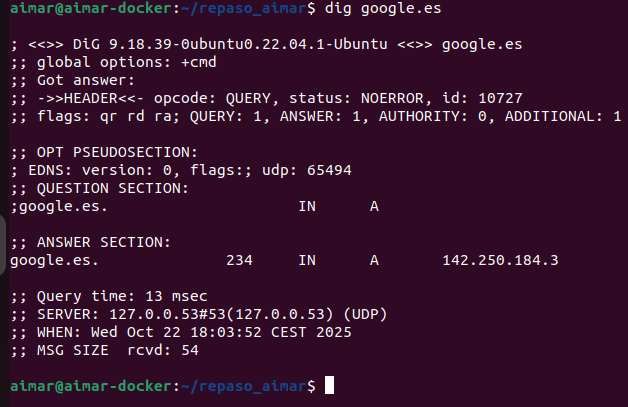 aimar@aimar-docker:~/repaso_aimar$ dig google.es

; <<>> DiG 9.18.39-0ubuntu0.22.04.1-Ubuntu <<>> google.es
;; global options: +cmd
;; Got answer:
;; ->>HEADER<<- opcode: QUERY, status: NOERROR, id: 10727
;; flags: qr rd ra; QUERY: 1, ANSWER: 1, AUTHORITY: 0, ADDITIONAL: 1

;; OPT PSEUDOSECTION:
; EDNS: version: 0, flags:; udp: 65494
;; QUESTION SECTION:
;google.es.			IN	A

;; ANSWER SECTION:
google.es.		234	IN	A	142.250.184.3

;; Query time: 13 msec
;; SERVER: 127.0.0.53#53(127.0.0.53) (UDP)
;; WHEN: Wed Oct 22 18:03:52 CEST 2025
;; MSG SIZE  rcvd: 54

aimar@aimar-docker:~/repaso_aimar$